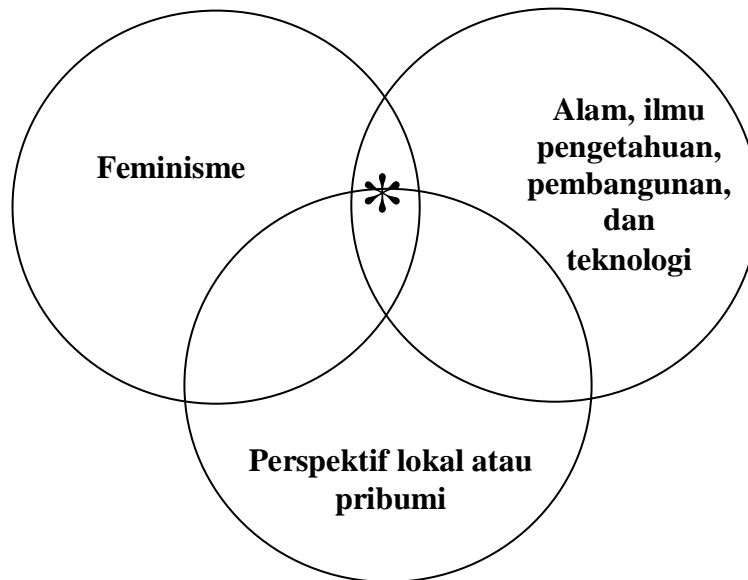 Feminisme
Alam, ilmu
pengetahuan,
pembangunan,
dan
teknologi
*
Perspektif lokal atau
pribumi